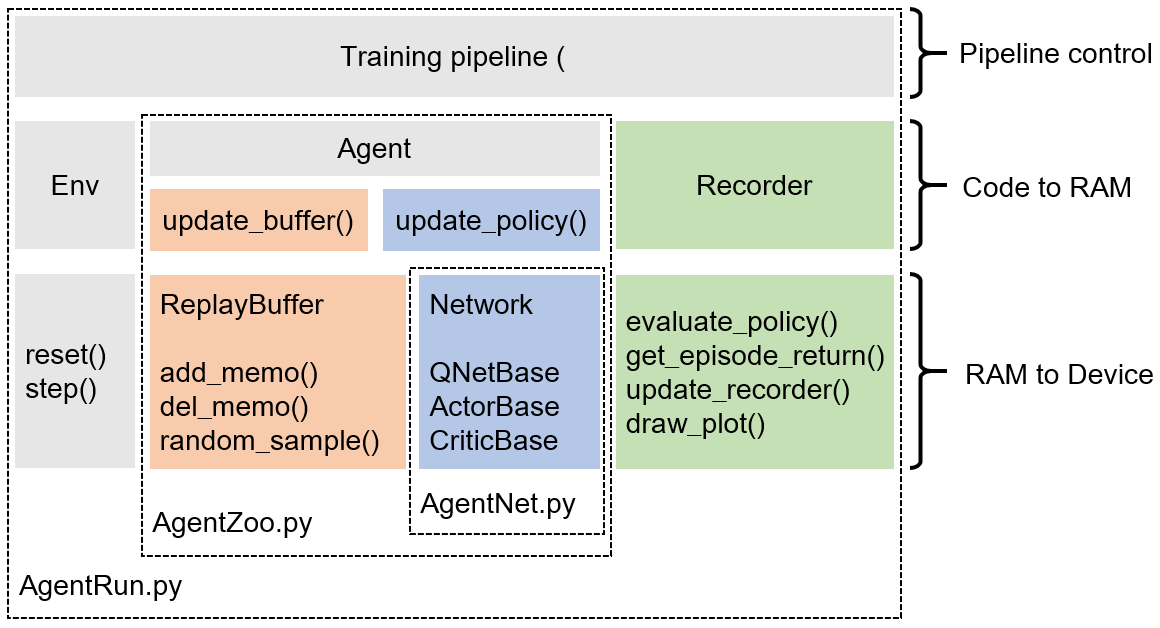 Training pipeline (
Pipeline control
Env
Agent
update_buffer()
update_policy()
Recorder
Code to RAM
reset()
step()
ReplayBuffer
add_memo()
del_memo()
random_sample()
Network
QNetBase
ActorBase
CriticBase
evaluate_policy()
get_episode_return()
update_recorder()
draw_plot()
RAM to Device
AgentNet.py
AgentZoo.py
AgentRun.py